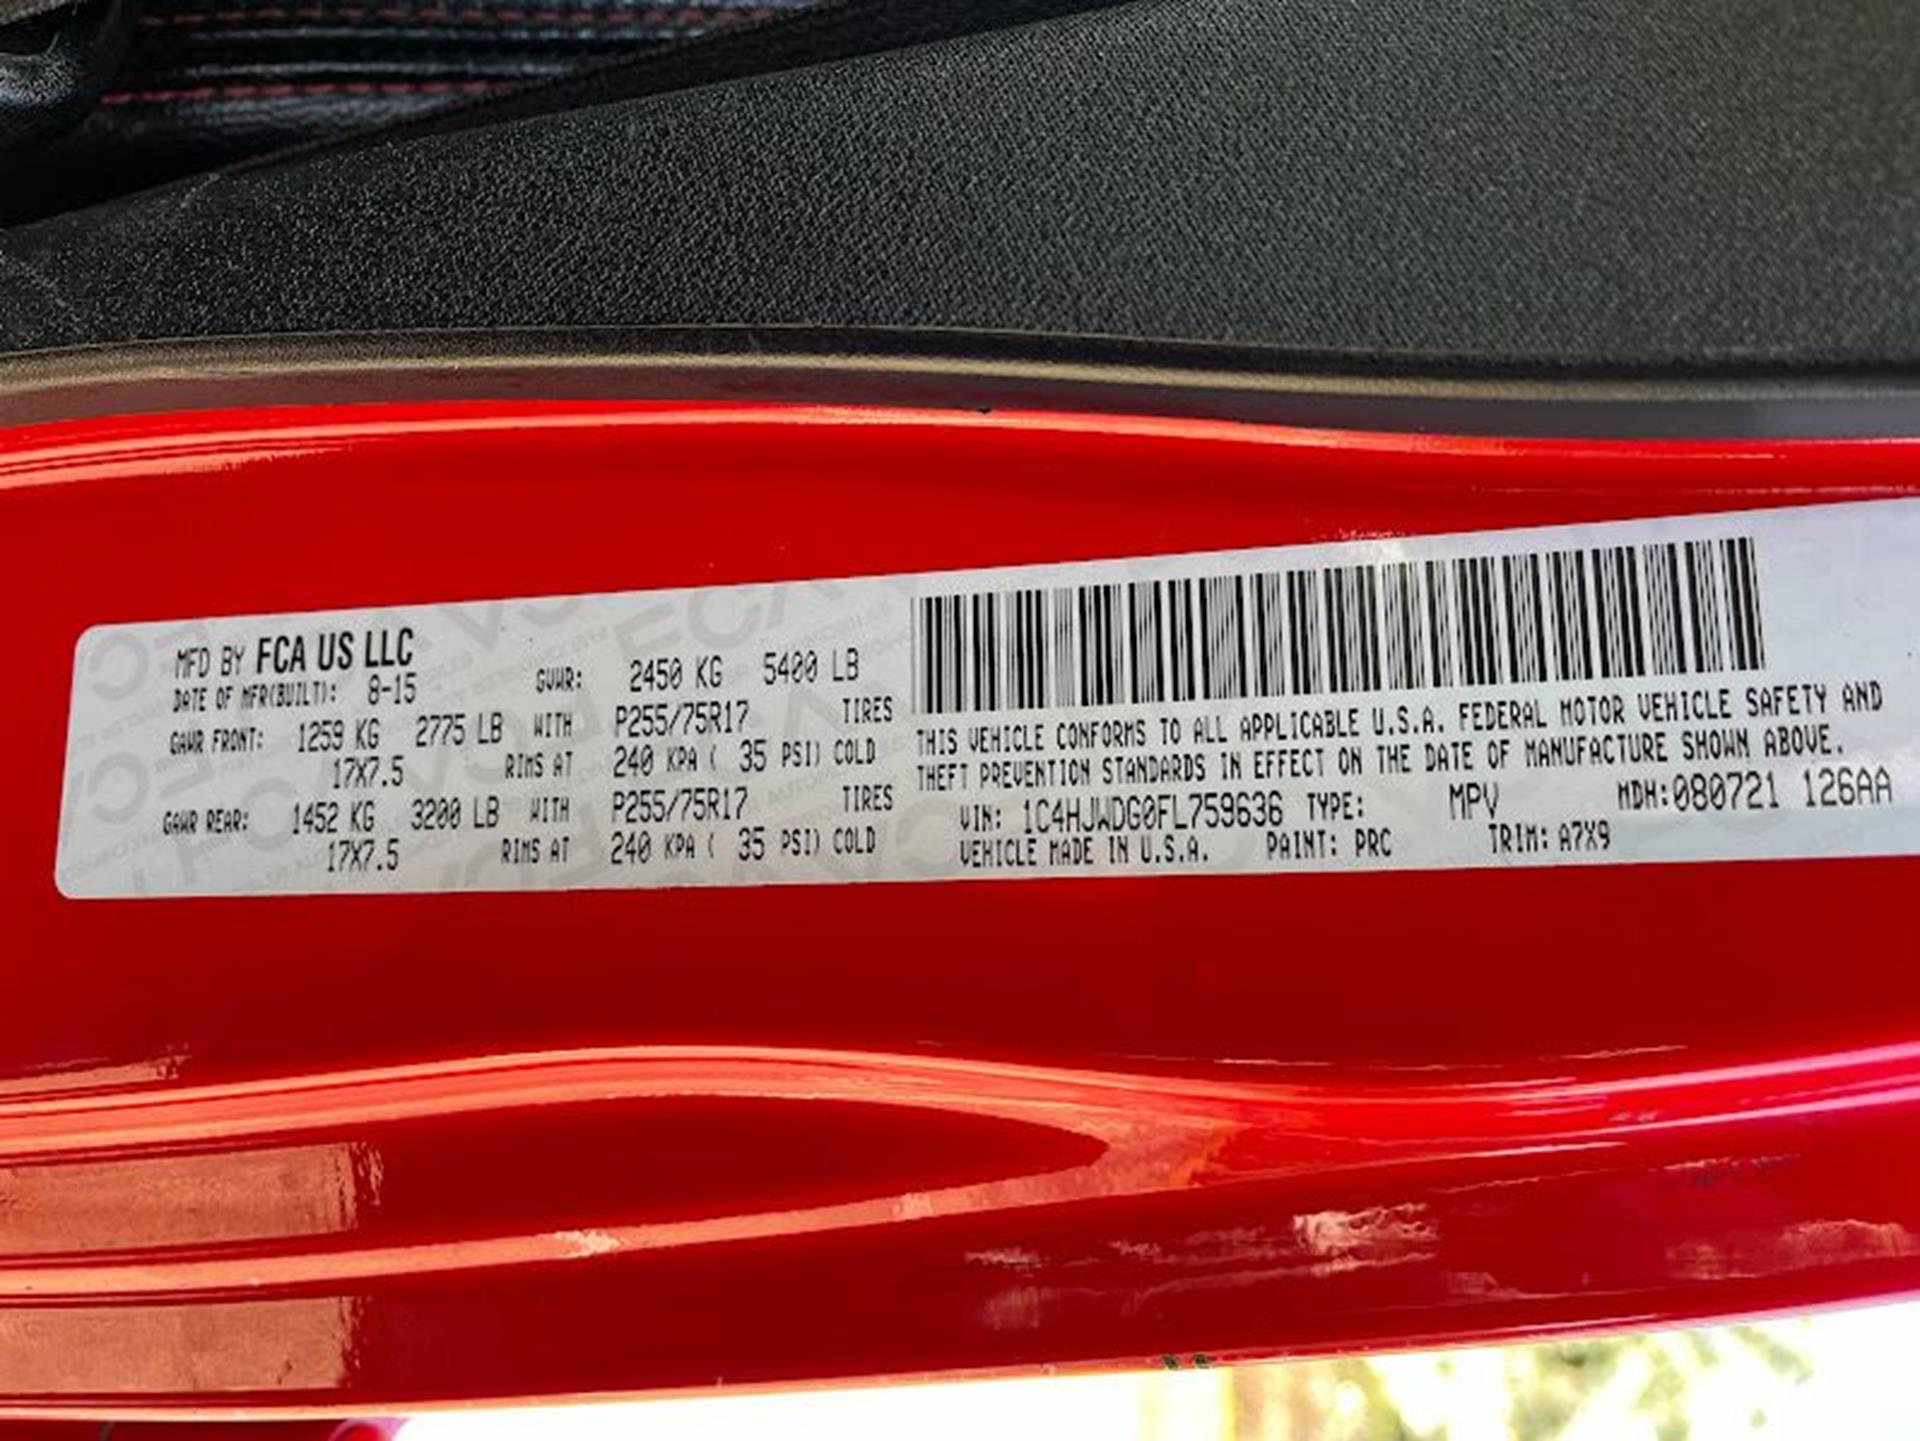 MFD BY FCA US LLC
DATE OF MFR(BUILT): 8-15 GVWR: 2450 KG 5400 LB
GAWR FRONT: 1259 KG 2775 LB WITH P255/75R17 TIRES
17X7.5 RIMS AT 240 KPA ( 35 PSI) COLD
GAWR REAR: 1452 KG 3200 LB WITH P255/75R17 TIRES
17X7.5 RIMS AT 240 KPA ( 35 PSI) COLD
THIS VEHICLE CONFORMS TO ALL APPLICABLE U.S.A. FEDERAL MOTOR VEHICLE SAFETY AND
THEFT PREVENTION STANDARDS IN EFFECT ON THE DATE OF MANUFACTURE SHOWN ABOVE.
VIN: 1C4HJWDG0FL759636 TYPE: MPV MDH:080721 126AA
VEHICLE MADE IN U.S.A. PAINT: PRC TRIM: A7X9